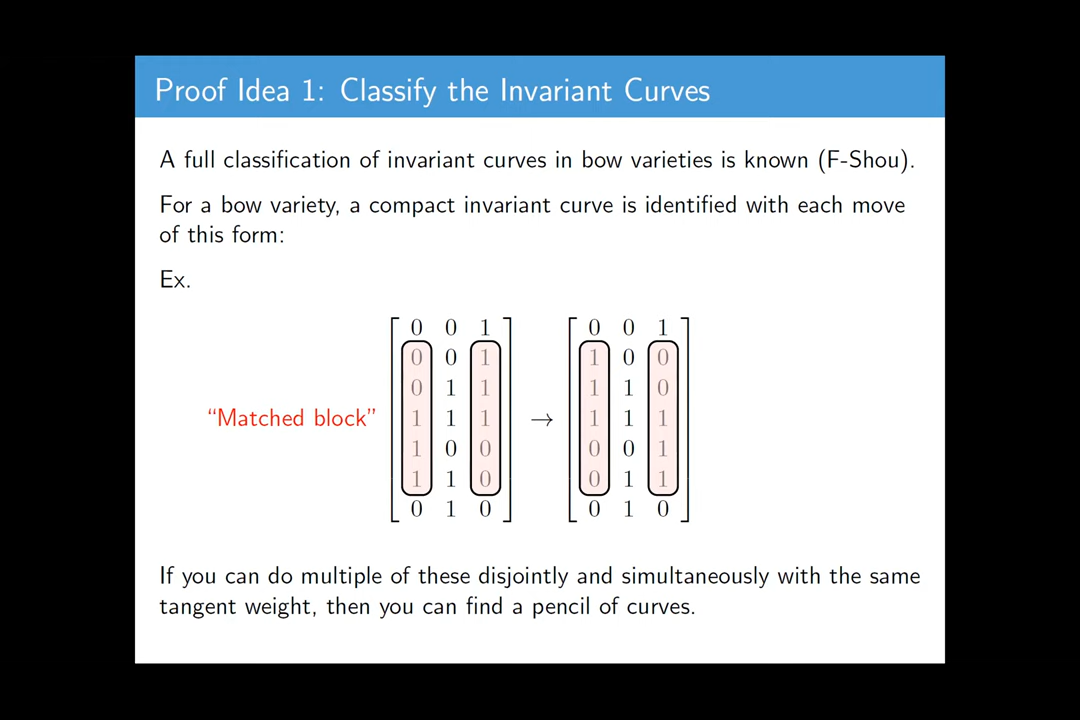 Proof Idea 1: Classify the Invariant Curves
A full classification of invariant curves in bow varieties is known (F-Shou).
For a bow variety, a compact invariant curve is identified with each move
of this form:
Ex.
0 0 1 0 0 1
0 0 1 1 0 0
0 1 1 1 1 0
“Matched block” 1 1 1 → 1 1 1
1 0 0 0 0 1
1 1 0 0 1 1
0 1 0 0 1 0
If you can do multiple of these disjointly and simultaneously with the same
tangent weight, then you can find a pencil of curves.